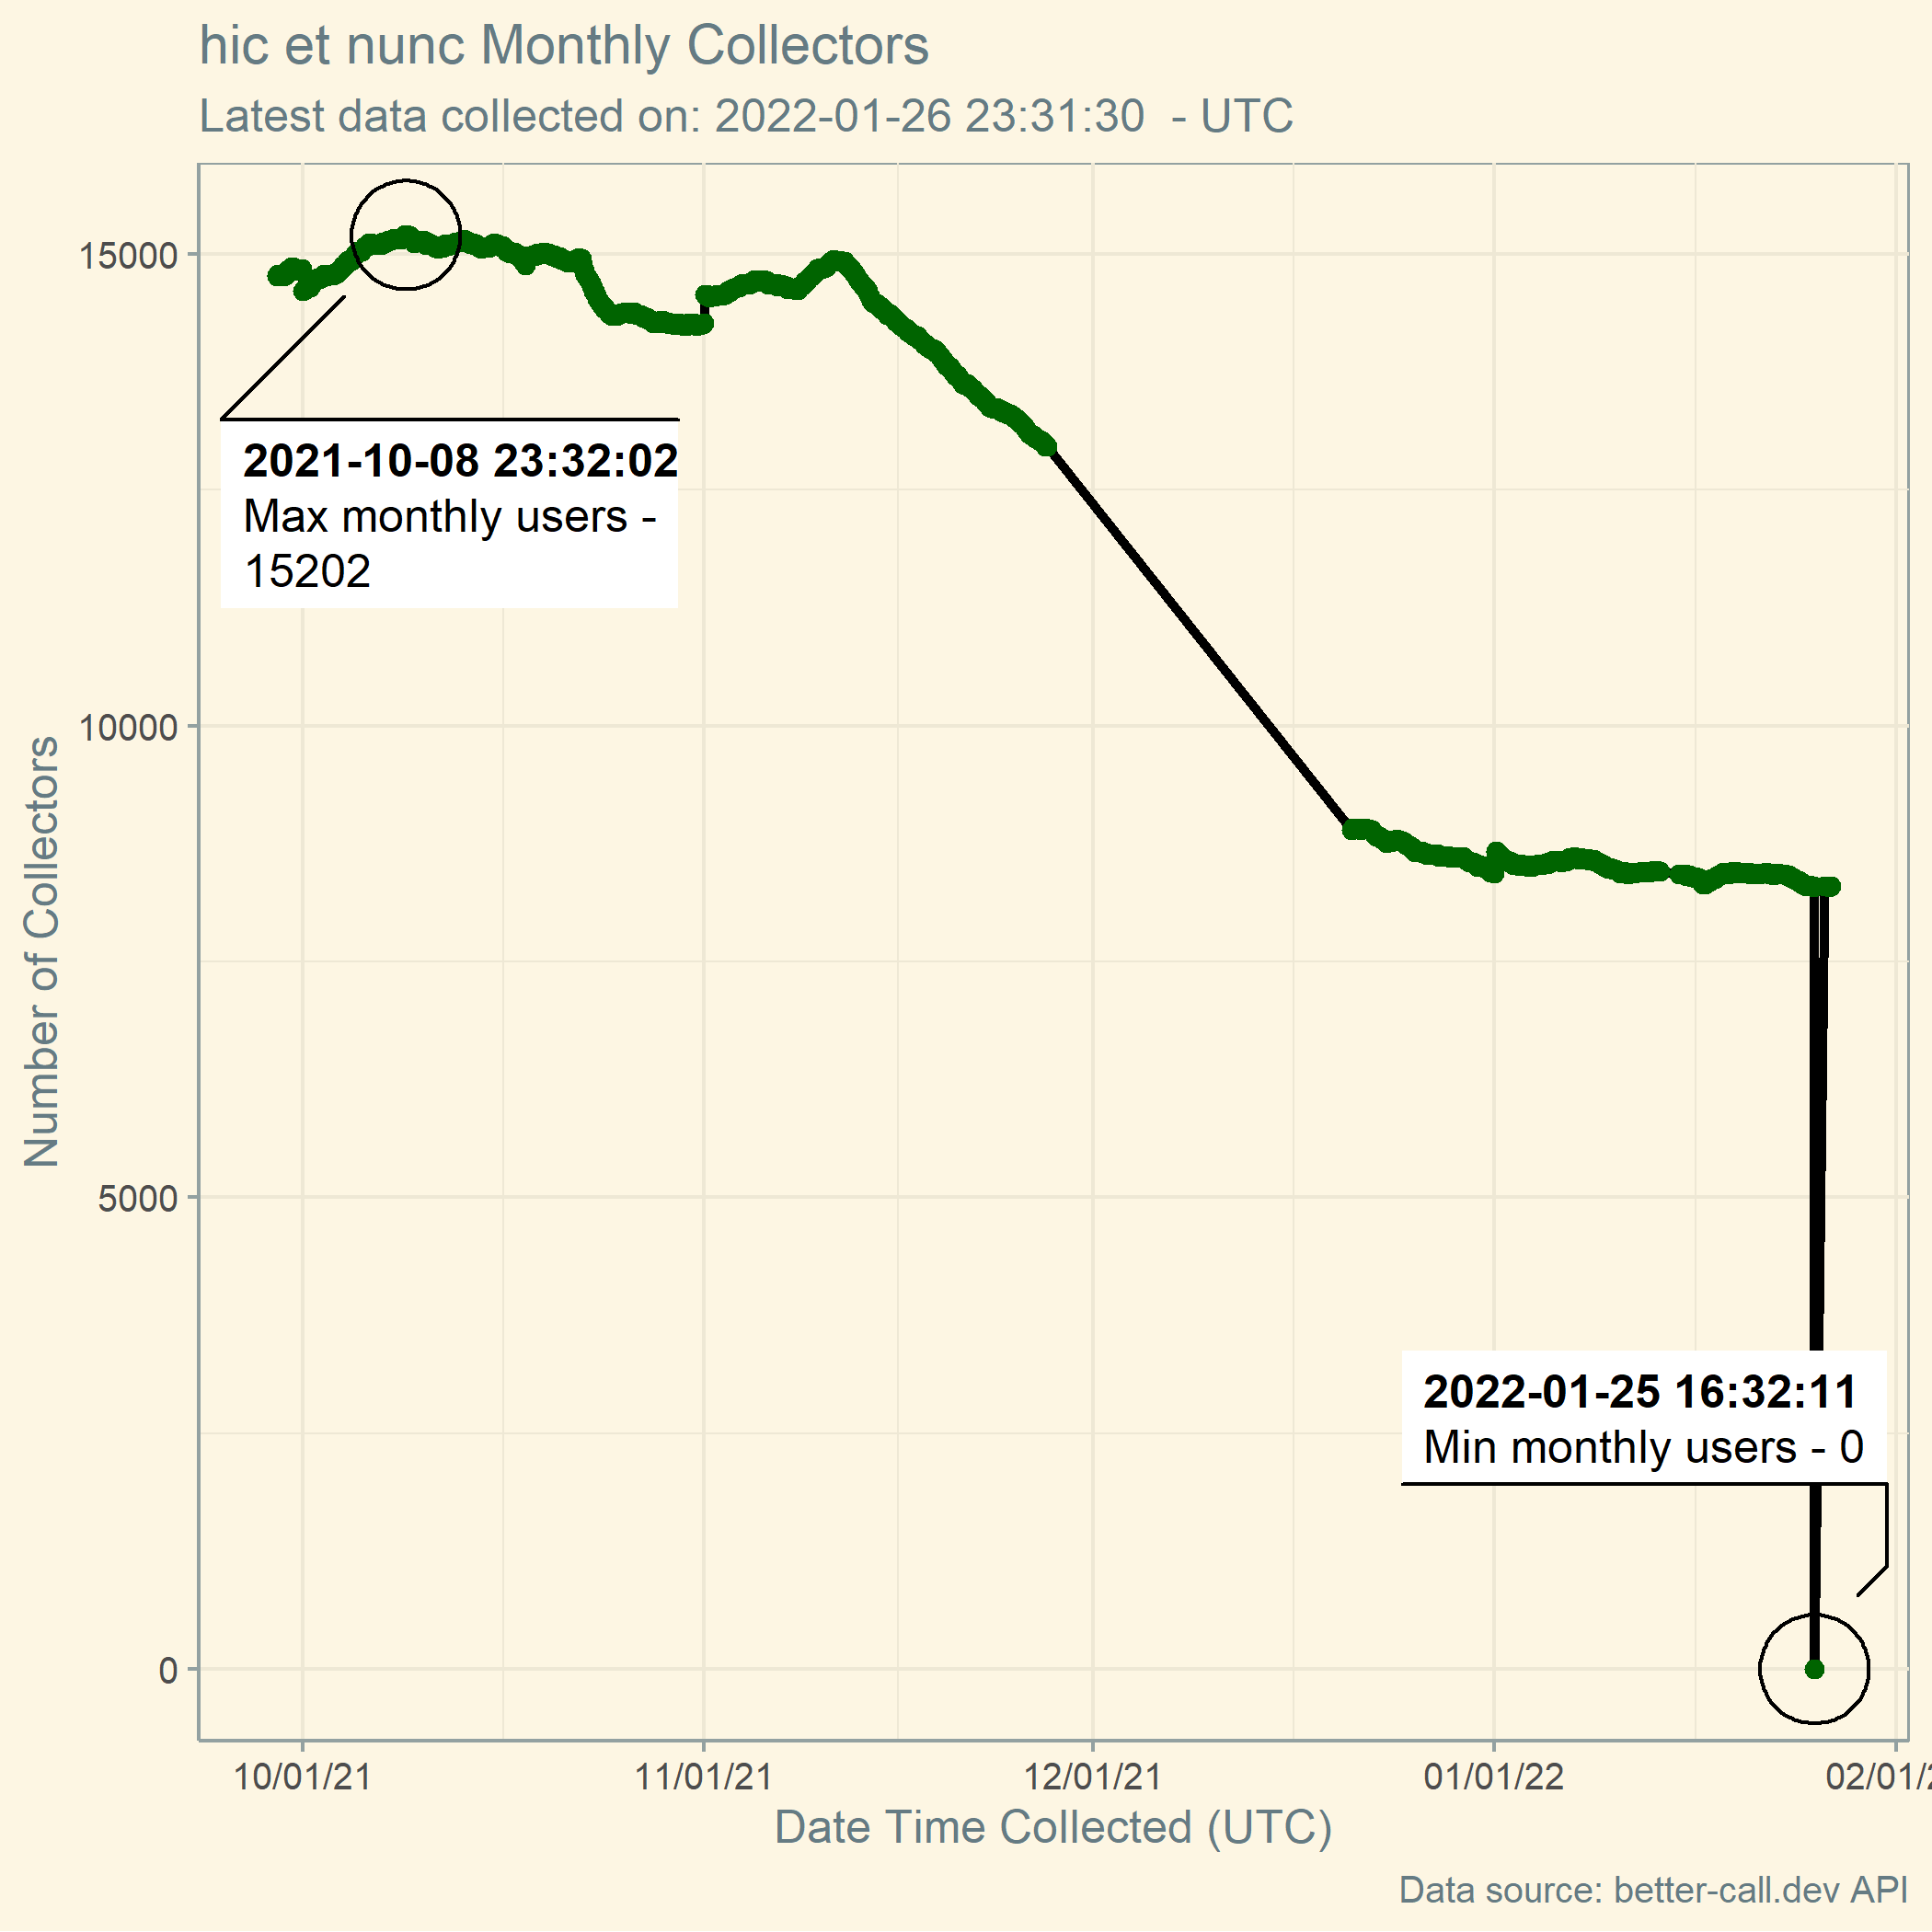 hic et nunc Monthly Collectors
Latest data collected on: 2022-01-26 23:31:30  - UTC
Number of Collectors
15000
10000
5000
0
2021-10-08 23:32:02
Max monthly users -
15202
2022-01-25 16:32:11
Min monthly users - 0
10/01/21
11/01/21
12/01/21
01/01/22
02/01/2
Date Time Collected (UTC)
Data source: better-call.dev API